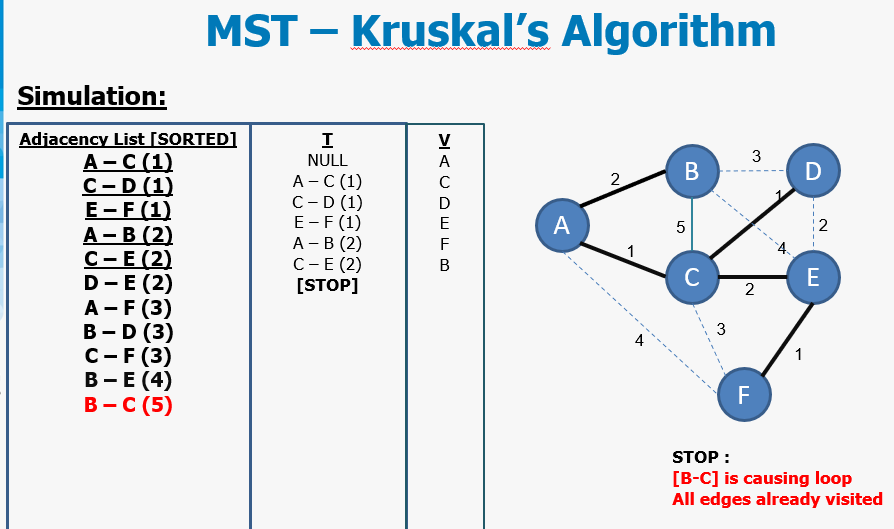 MST – Kruskal's Algorithm
Simulation:
Adjacency List [SORTED]
A – C (1)
C – D (1)
E – F (1)
A – B (2)
C – E (2)
D – E (2)
A – F (3)
B – D (3)
C – F (3)
B – E (4)
B – C (5)
T
NULL
A – C (1)
C – D (1)
E – F (1)
A – B (2)
C – E (2)
[STOP]
V
A
C
D
E
F
B
B
3
D
2
1
A
5
2
1
4
C
2
E
3
4
1
F
STOP :
[B-C] is causing loop
All edges already visited